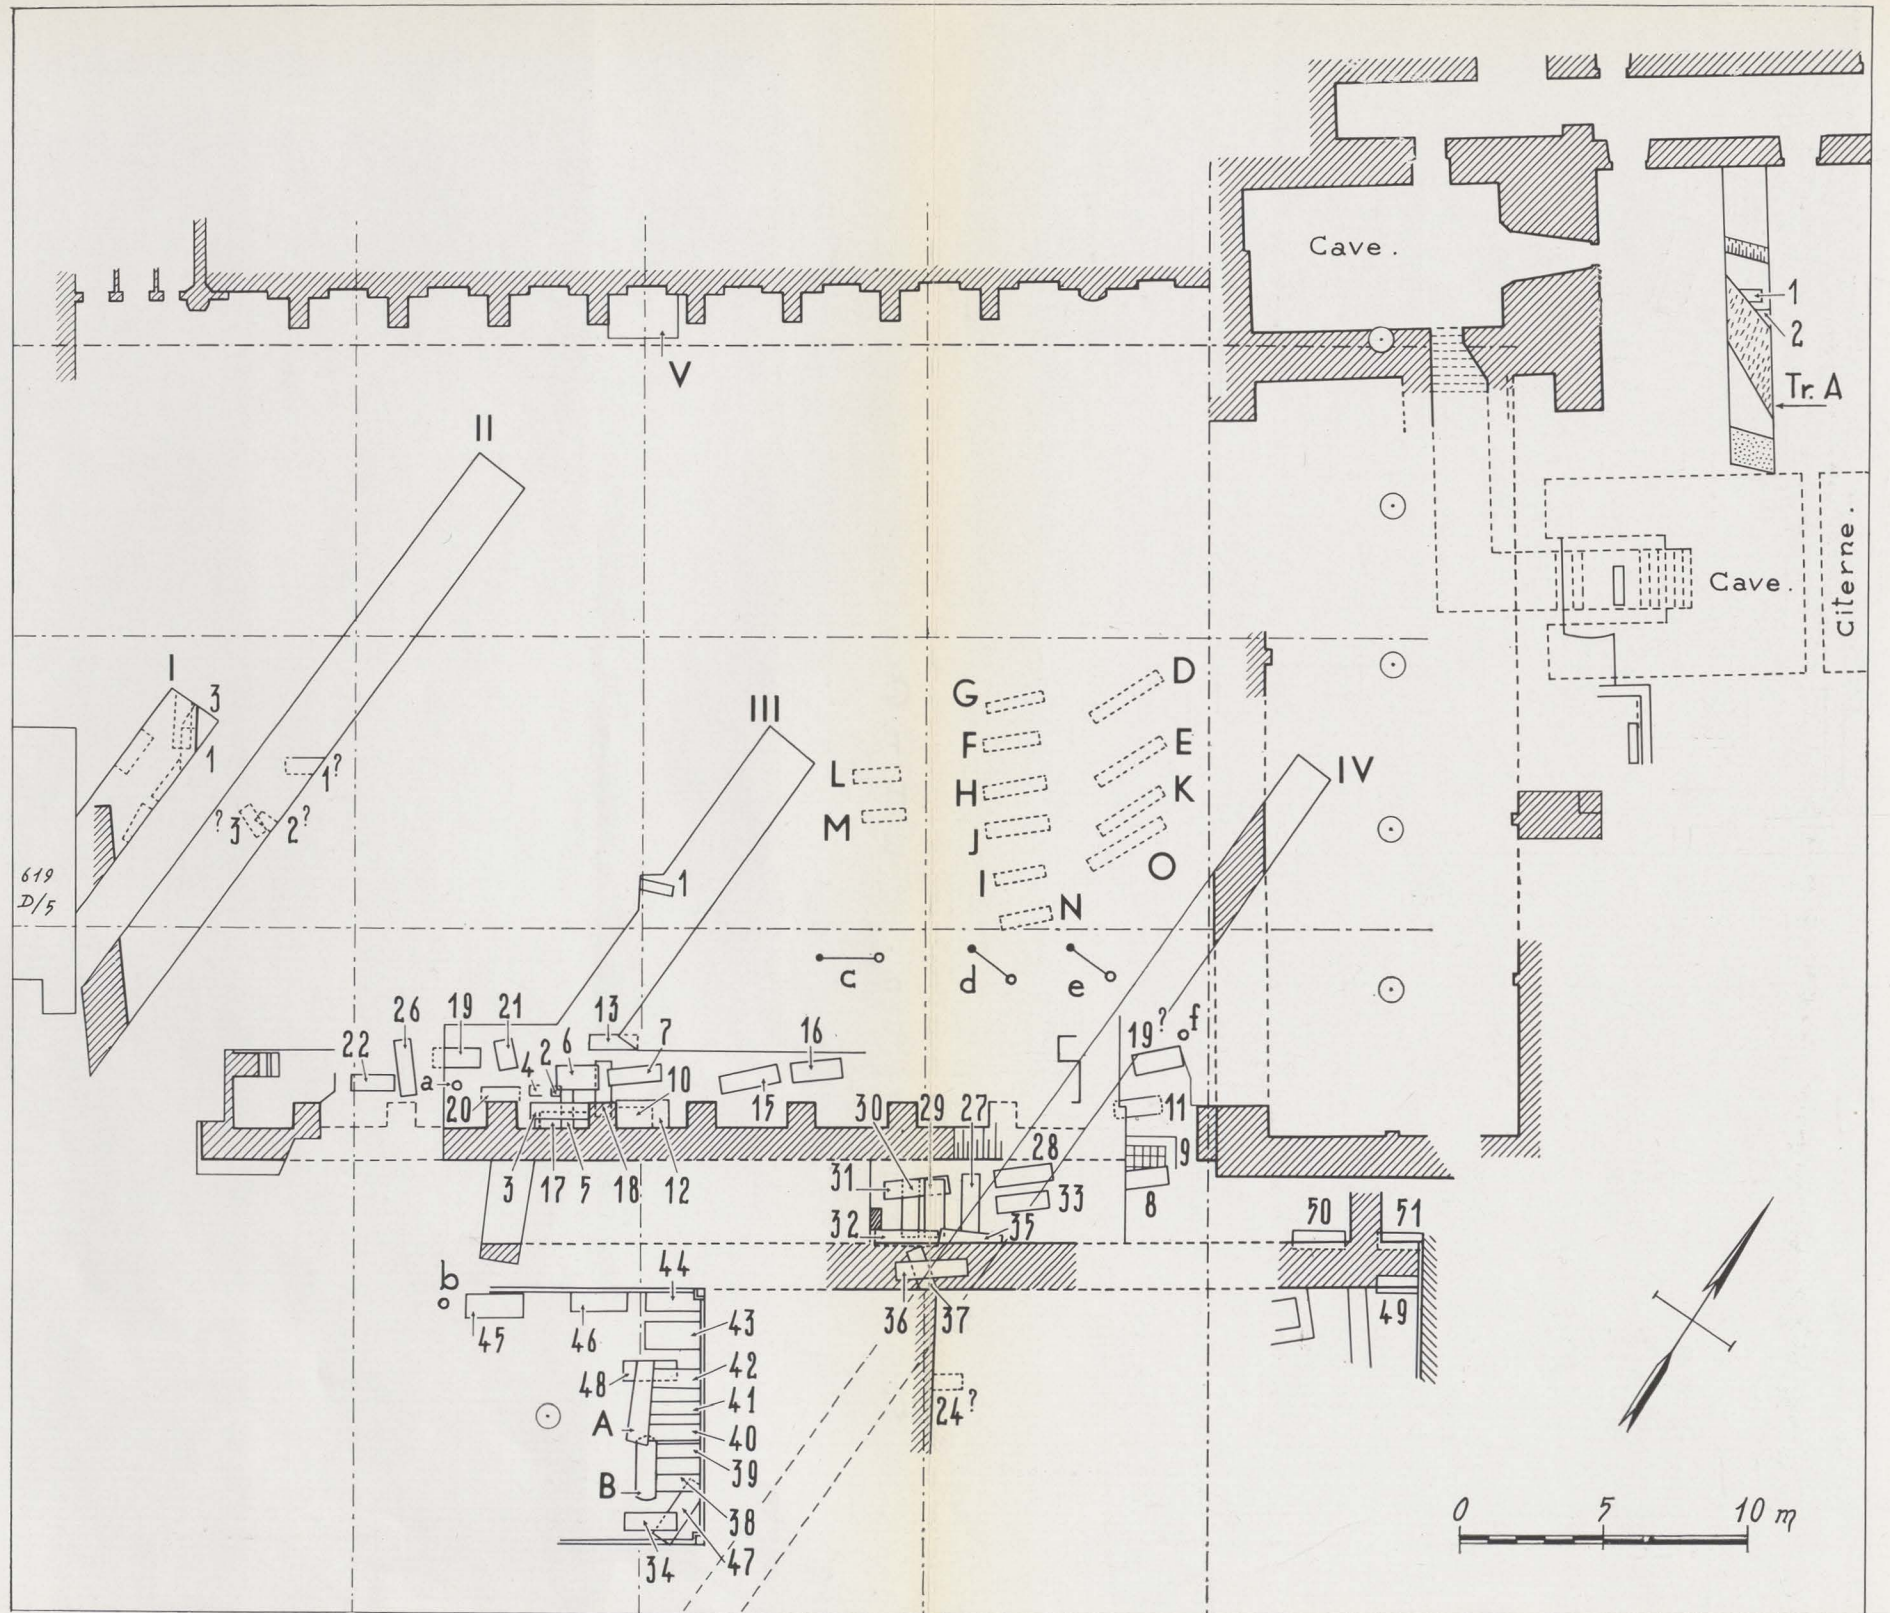 Cave.
1
2
V
Tr. A
II
Cave.
Citerne.
I
3
1
III
G
D
F
E
1?
L
H
K
IV
?3
2?
M
J
O
619
D/5
I
1
N
c
d
e
26
19
21
13
7
16
19?
f
22
4
2
6
a
10
20
15
30
29
27
11
28
9
3
17
5
18
12
31
33
8
32
35
50
51
44
b
36
37
49
45
46
43
42
48
24?
41
A
40
39
B
38
47
34
0
5
10 m